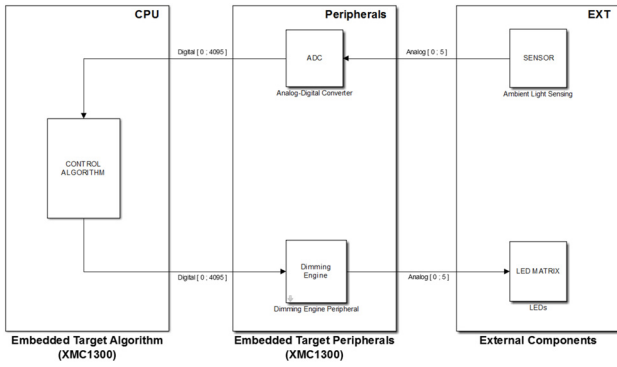 CPU
Peripherals
EXT
Digital [ 0 ; 4095 ]
Analog [ 0 ; 5 ]
ADC
SENSOR
Analog-Digital Converter
Ambient Light Sensing
CONTROL
ALGORITHM
Dimming
Engine
LED MATRIX
Digital [ 0 ; 4095 ]
Analog [ 0 ; 5 ]
Dimming Engine Peripheral
LEDs
Embedded Target Algorithm
(XMC1300)
Embedded Target Peripherals
(XMC1300)
External Components